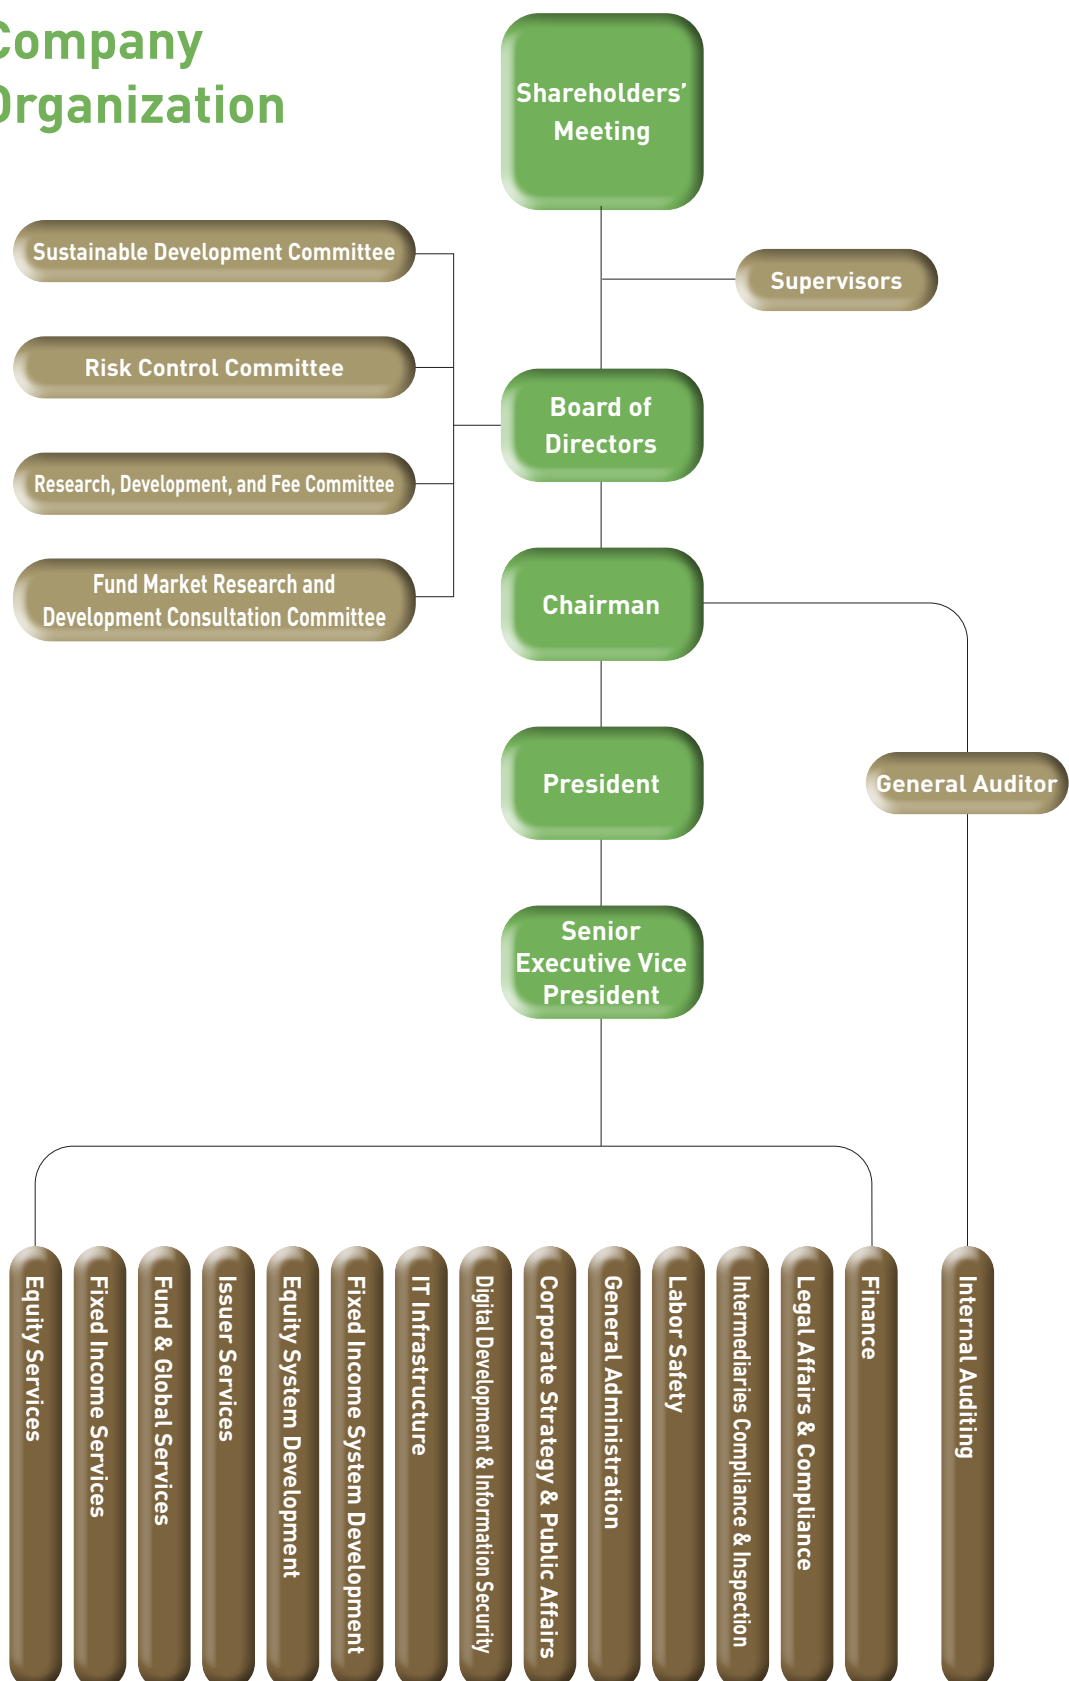 Company
Organization
Shareholders’
Meeting
Sustainable Development Committee
Supervisors
Risk Control Committee
Board of
Directors
Research, Development, and Fee Committee
Fund Market Research and
Development Consultation Committee
Chairman
President
General Auditor
Senior
Executive Vice
President
Equity Services
Fixed Income Services
Fund & Global Services
Issuer Services
Equity System Development
Fixed Income System Development
IT Infrastructure
Digital Development & Information Security
Corporate Strategy & Public Affairs
General Administration
Labor Safety
Intermediaries Compliance & Inspection
Legal Affairs & Compliance
Finance
Internal Auditing